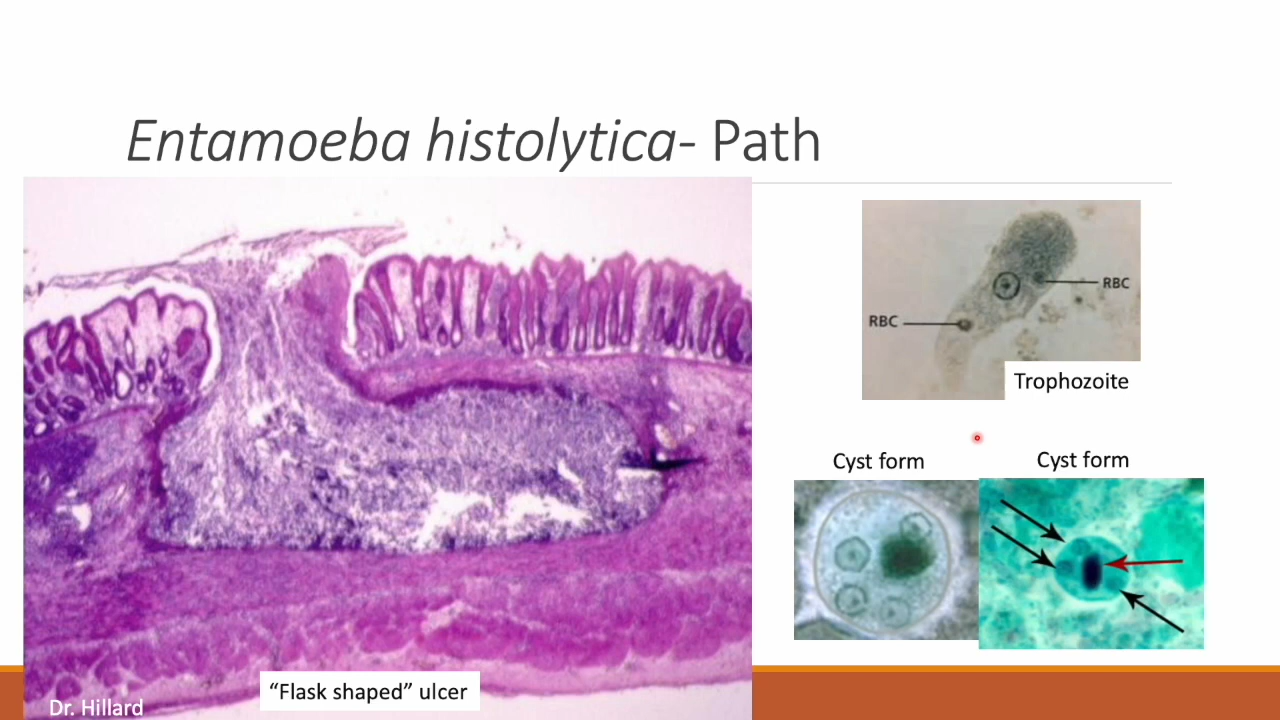 Entamoeba histolytica- Path
RBC
RBC
Trophozoite
Cyst form
Cyst form
“Flask shaped” ulcer
Dr. Hillard